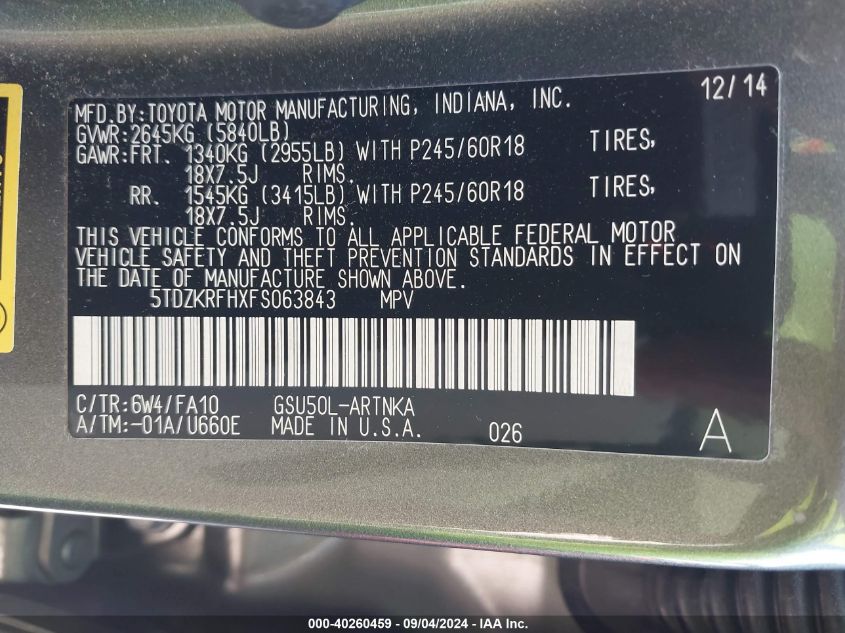 MFD.BY:TOYOTA MOTOR MANUFACTURING, INDIANA, INC. 12/14
GVWR:2645KG (5840LB)
GAWR:FRT. 1340KG (2955LB) WITH P245/60R18 TIRES,
18X7.5J RIMS.
RR. 1545KG (3415LB) WITH P245/60R18 TIRES,
18X7.5J RIMS.
THIS VEHICLE CONFORMS TO ALL APPLICABLE FEDERAL MOTOR
VEHICLE SAFETY AND THEFT PREVENTION STANDARDS IN EFFECT ON
THE DATE OF MANUFACTURE SHOWN ABOVE.
5TDZKRFHXFS063843 MPV
C/TR:6W4/FA10 GSU50L-ARTNKA
A/TM:-01A/U660E MADE IN U.S.A. 026 A
000-40260459 - 09/04/2024 - IAA Inc.